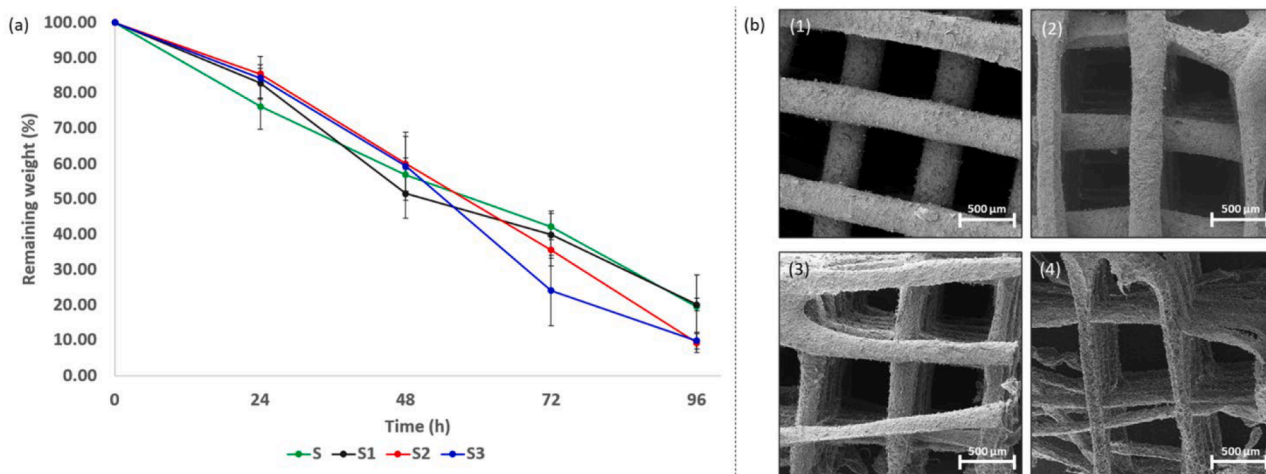 (a)
Remaining weight (%)
100.00
90.00
80.00
70.00
60.00
50.00
40.00
30.00
20.00
10.00
0.00
0 24 48 72 96
Time (h)
S S1 S2 S3
(b)
(1)
500 µm
(2)
500 µm
(3)
500 µm
(4)
500 µm